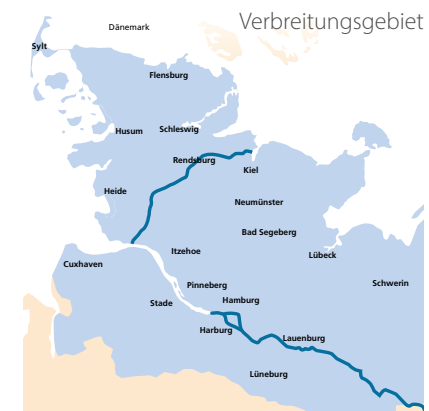 Verbreitungsgebiet
Dänemark
Sylt
Flensburg
Husum
Schleswig
Rendsburg
Kiel
Heide
Neumünster
Bad Segeberg
Itzehoe
Lübeck
Cuxhaven
Schwerin
Pinneberg
Stade
Hamburg
Harburg
Lauenburg
Lüneburg